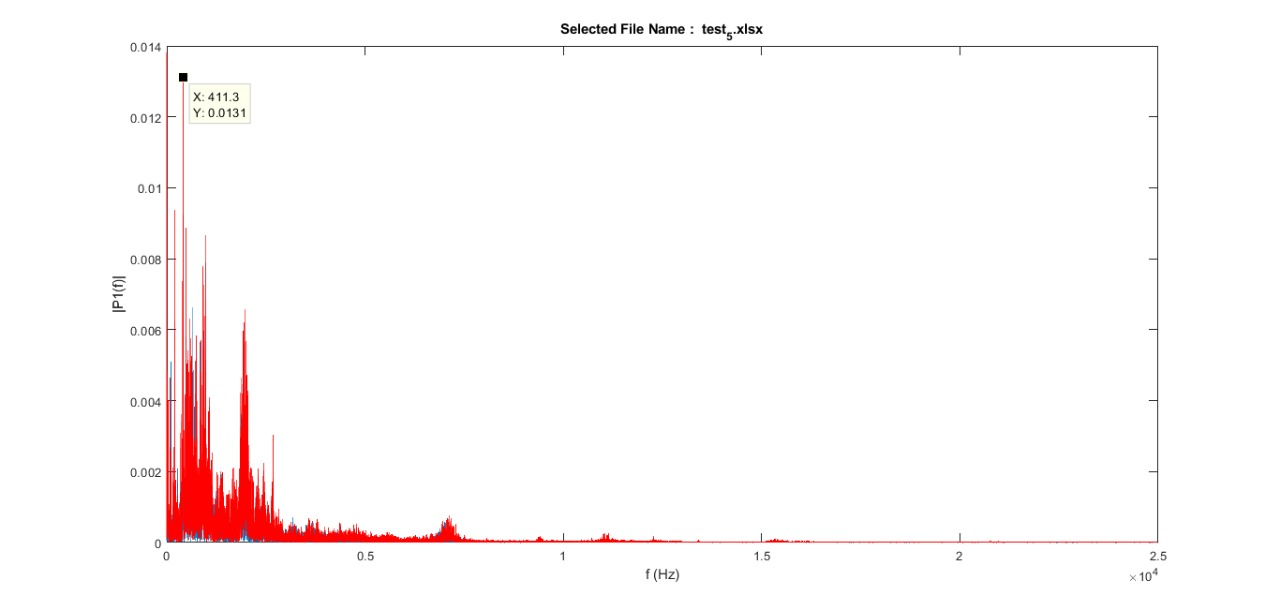 Selected File Name : test5.xlsx
0.014
X: 411.3
Y: 0.0131
0.012
0.01
0.008
|P1(f)|
0.006
0.004
0.002
0
0 0.5 1 1.5 2 2.5
f (Hz)
×10^4